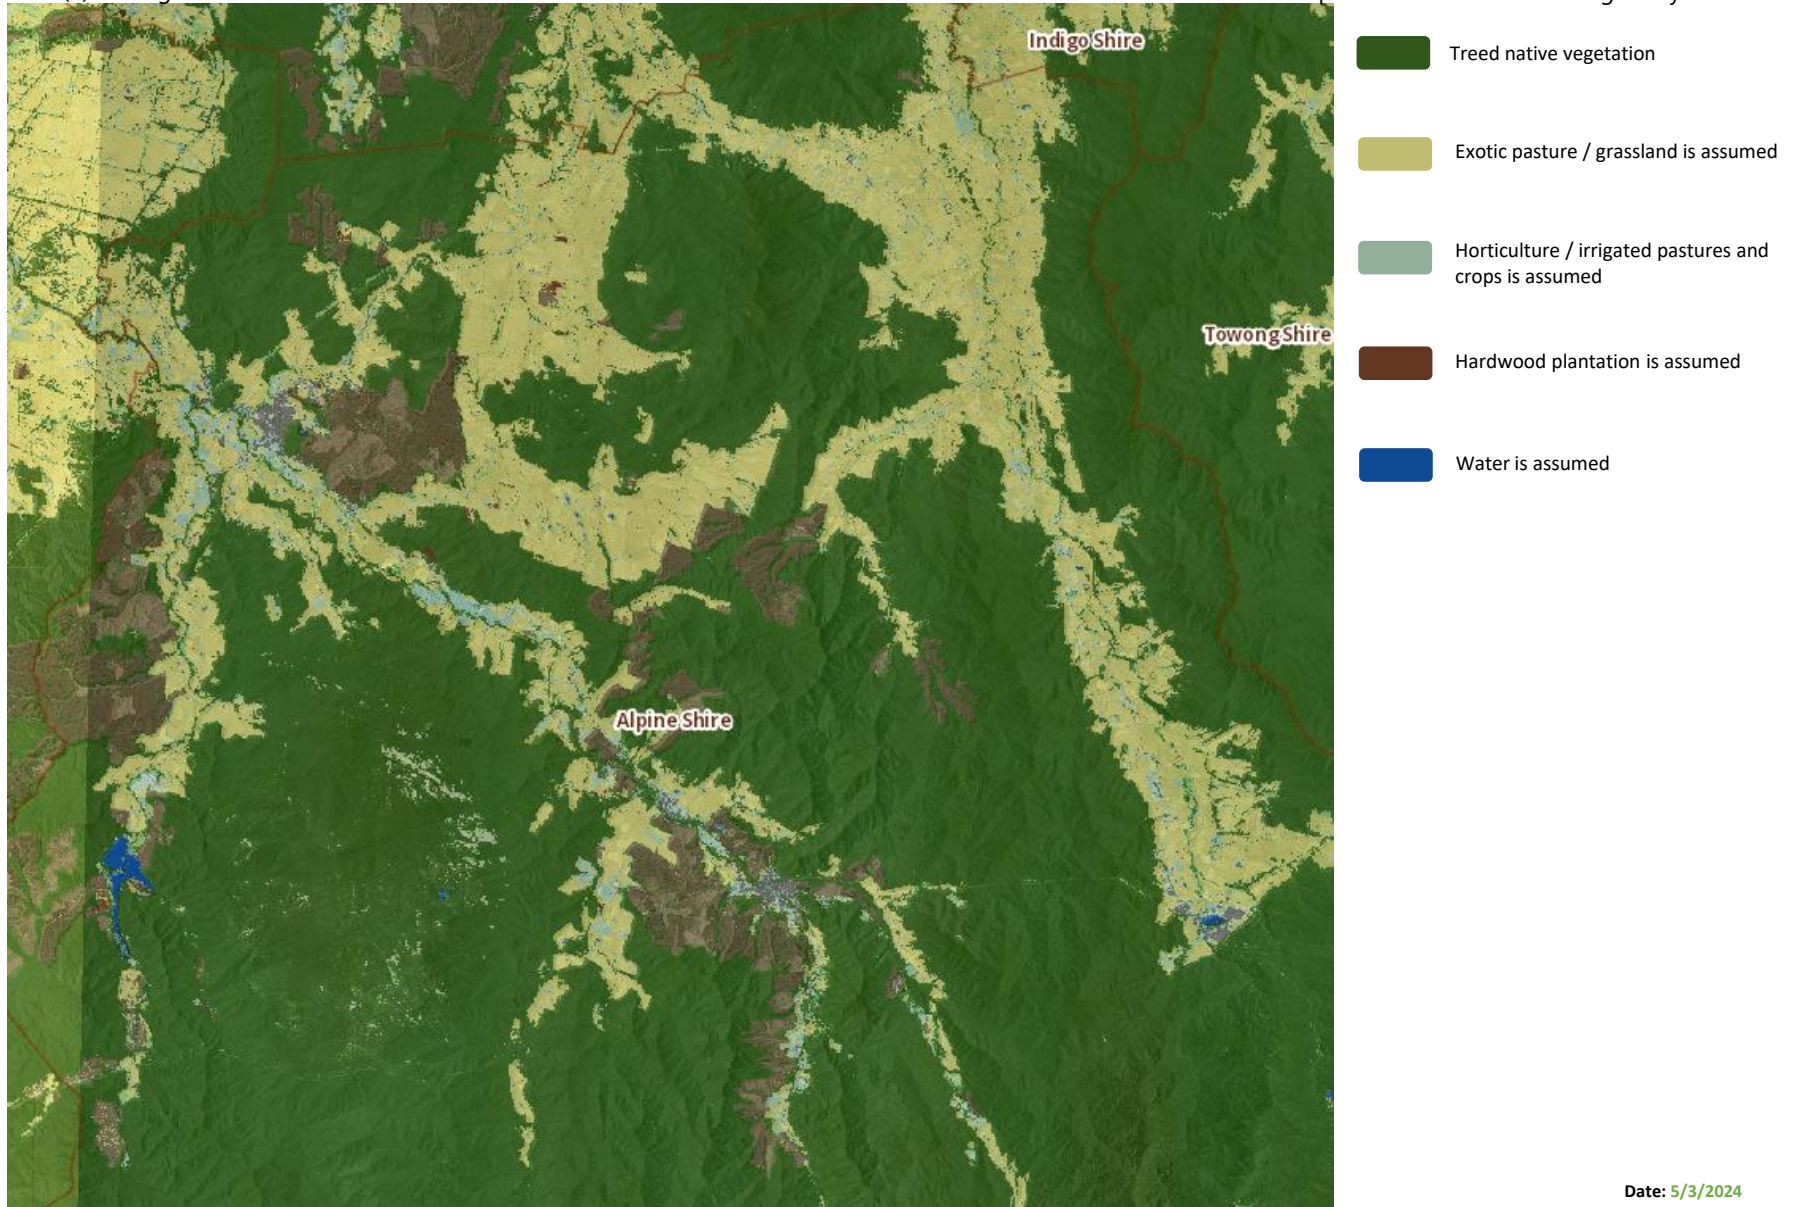 Indigo Shire
Treed native vegetation
Exotic pasture / grassland is assumed
Horticulture / irrigated pastures and
crops is assumed
Towong Shire
Hardwood plantation is assumed
Water is assumed
Alpine Shire
Date: 5/3/2024